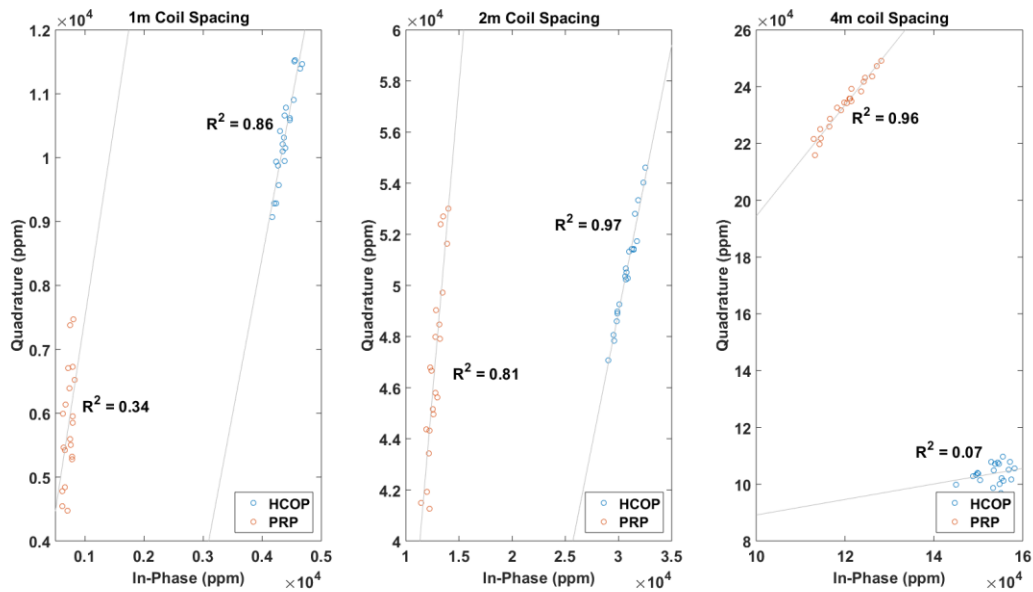 1m Coil Spacing
×10⁴
1.2
1.1
1
0.9
0.8
0.7
0.6
0.5
0.4
Quadrature (ppm)
R² = 0.86
R² = 0.34
HCOP
PRP
0.1 0.2 0.3 0.4 0.5
In-Phase (ppm)
×10⁴
2m Coil Spacing
×10⁴
6
5.8
5.6
5.4
5.2
5
4.8
4.6
4.4
4.2
4
Quadrature (ppm)
R² = 0.97
R² = 0.81
HCOP
PRP
1 1.5 2 2.5 3 3.5
In-Phase (ppm)
×10⁴
4m coil Spacing
×10⁴
26
24
22
20
18
16
14
12
10
8
Quadrature (ppm)
R² = 0.96
R² = 0.07
HCOP
PRP
10 12 14 16
In-Phase (ppm)
×10⁴